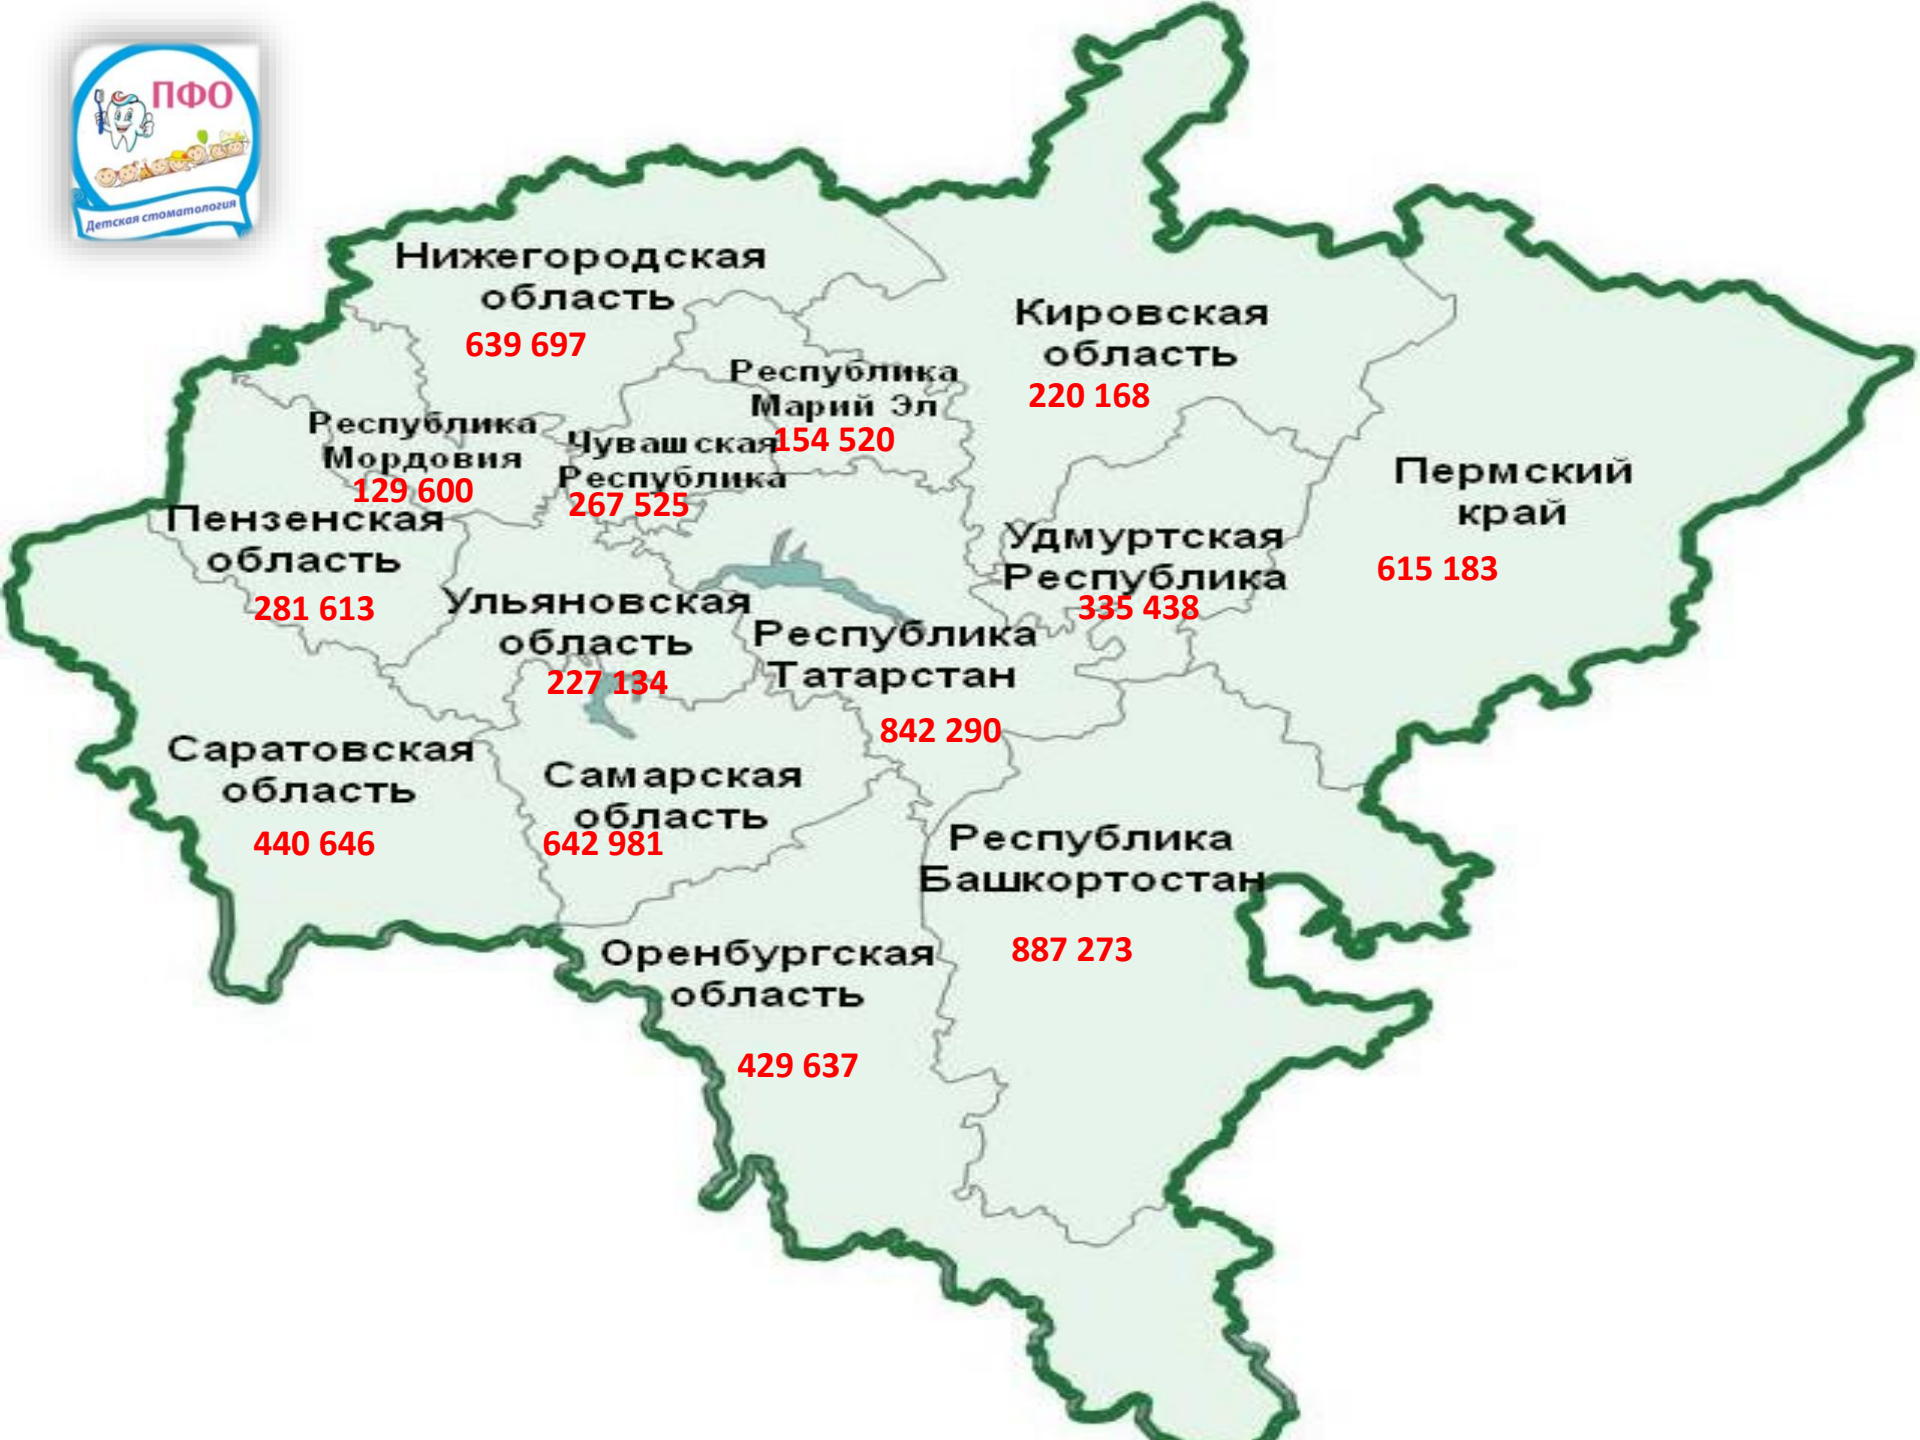 ПФО
Детская стоматология
Нижегородская
область
639 697
Кировская
область
220 168
Республика
Марий Эл
154 520
Республика
Мордовия
129 600
Чувашская
Республика
267 525
Пермский
край
615 183
Пензенская
область
281 613
Удмуртская
Республика
335 438
Ульяновская
область
227 134
Республика
Татарстан
842 290
Саратовская
область
440 646
Самарская
область
642 981
Республика
Башкортостан
887 273
Оренбургская
область
429 637